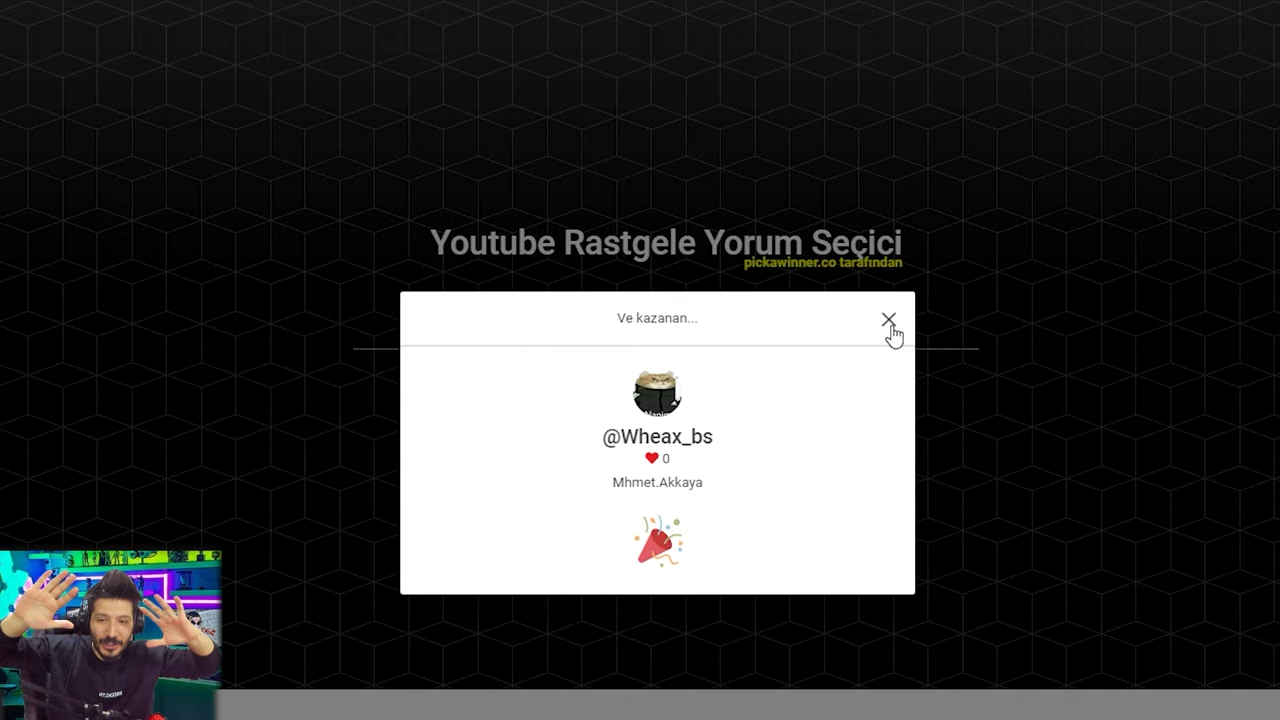 Youtube Rastgele Yorum Seçici
pickawinner.co tarafından
Ve kazanan...
@Wheax_bs
0
Mhmet.Akkaya